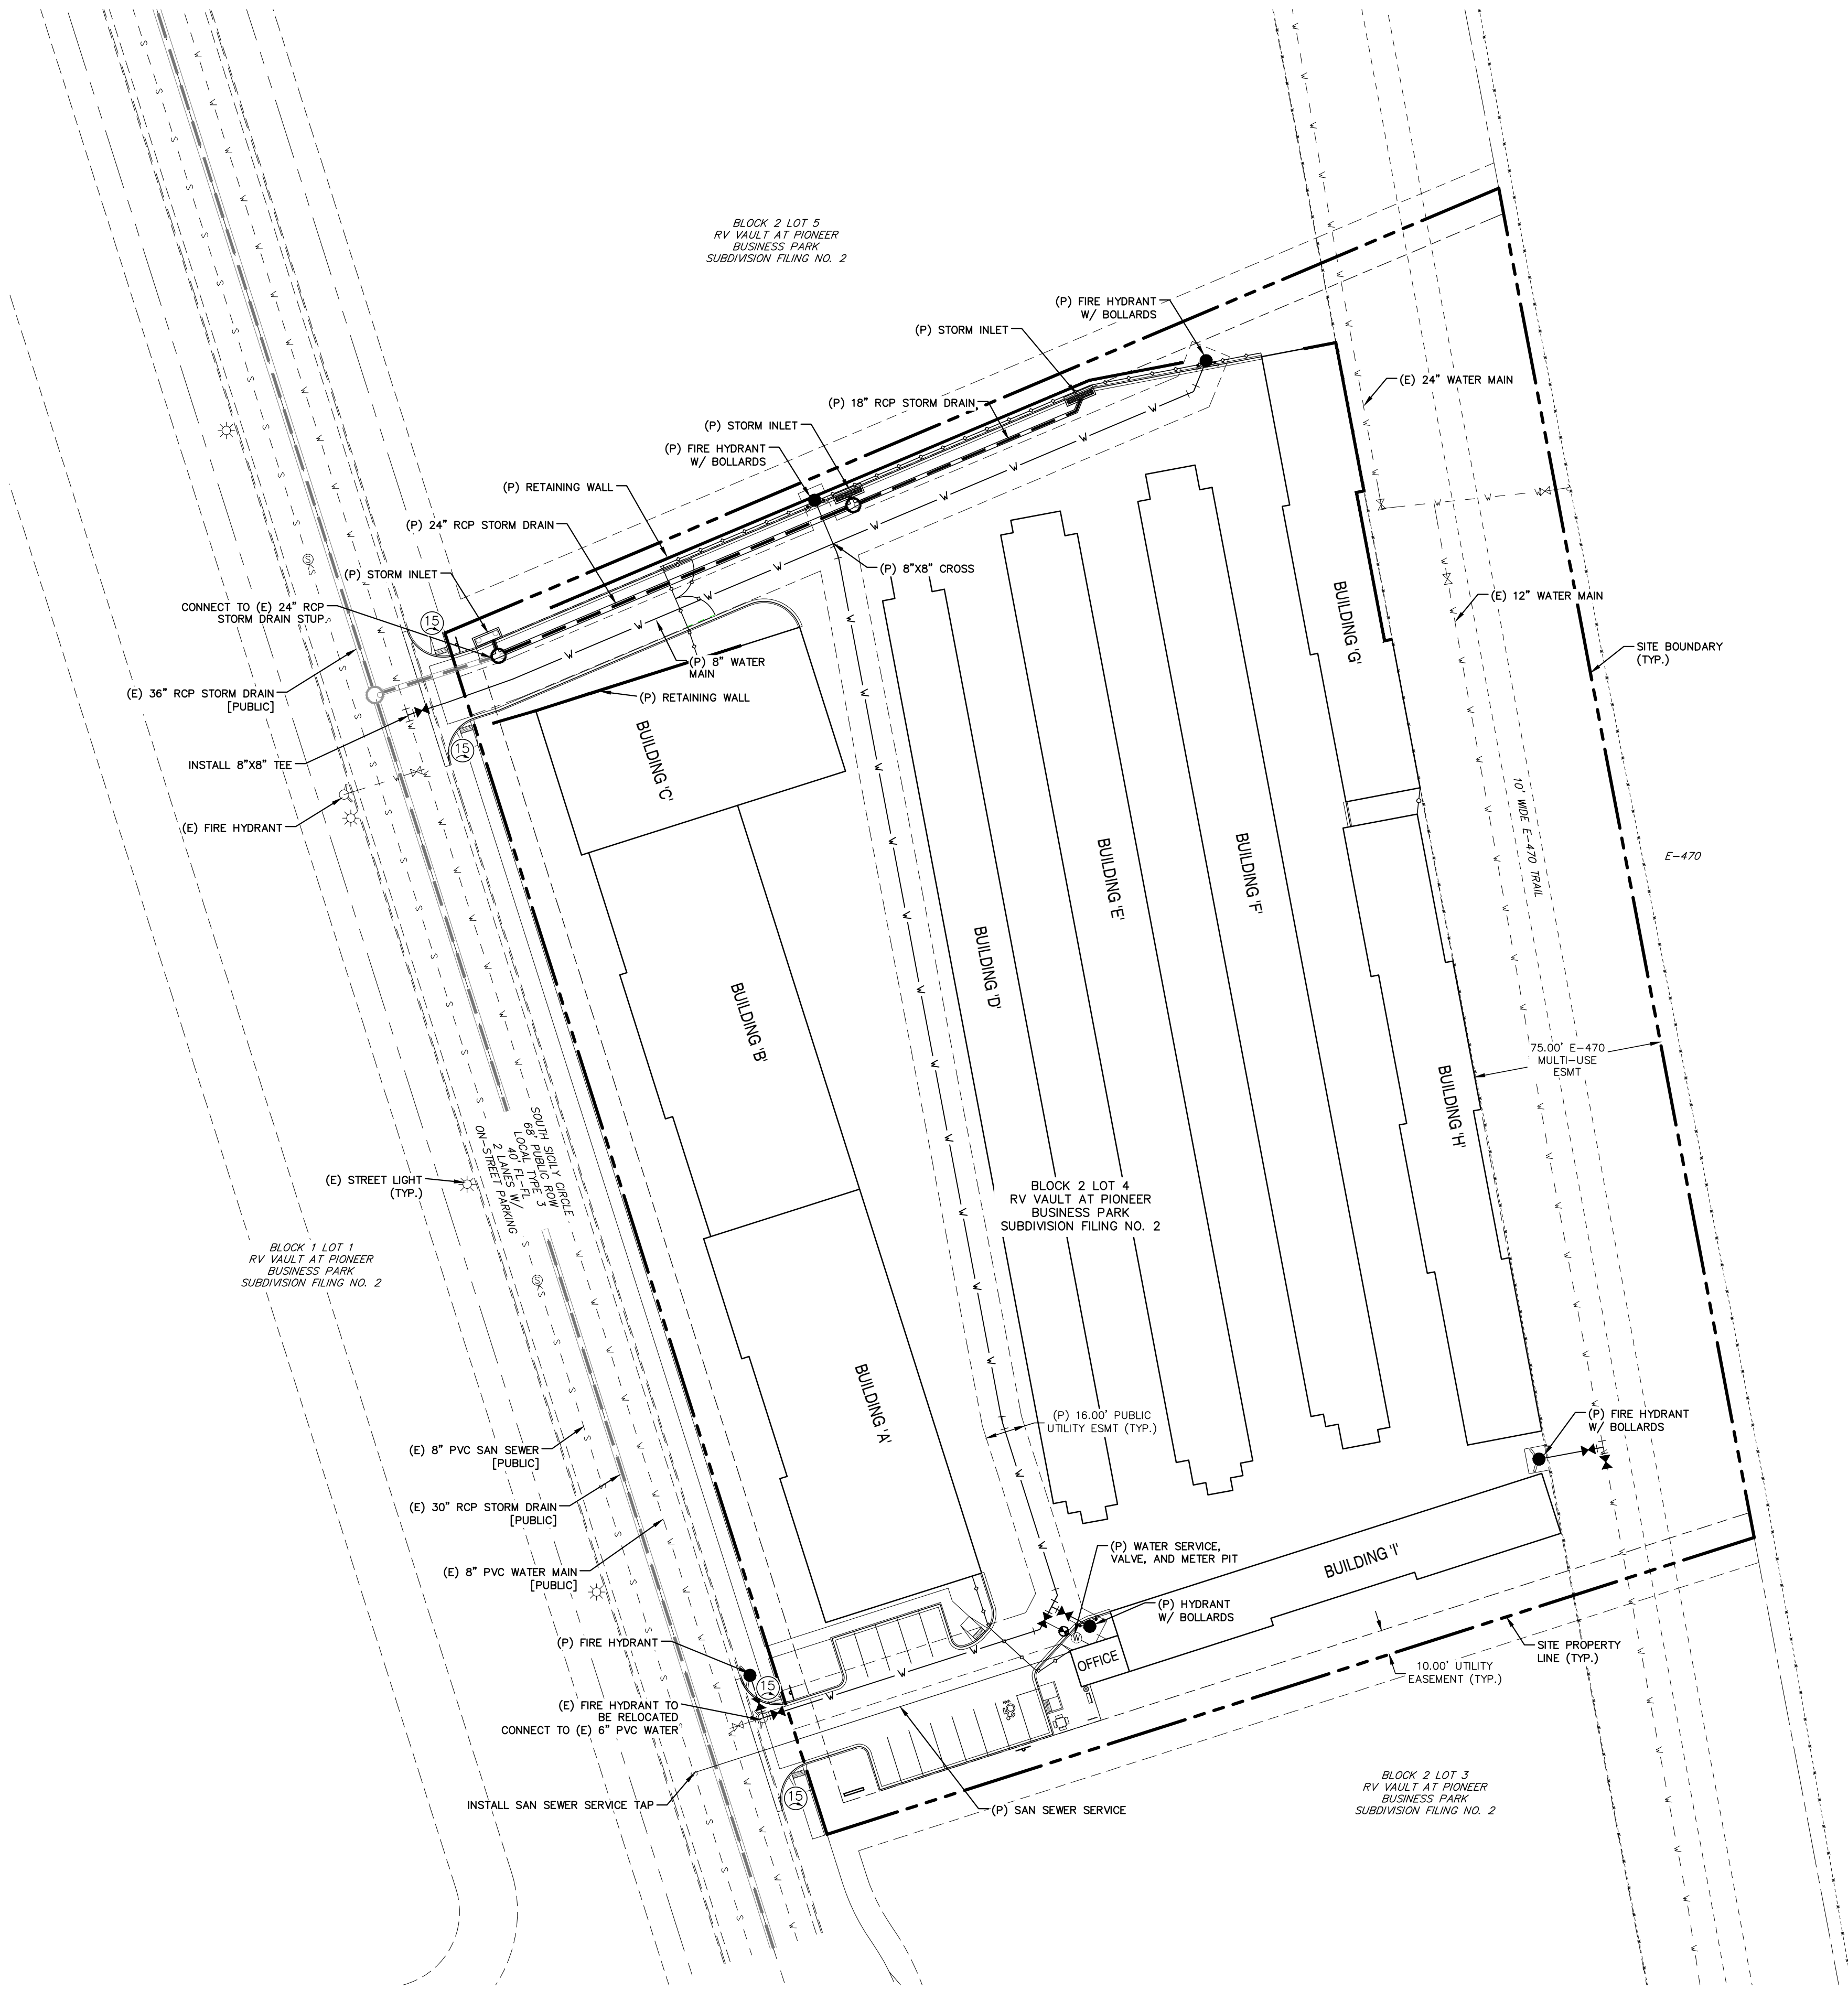 BLOCK 2 LOT 5
RV VAULT AT PIONEER
BUSINESS PARK
SUBDIVISION FILING NO. 2
(P) FIRE HYDRANT
W/ BOLLARDS
(P) STORM INLET
(E) 24" WATER MAIN
(P) 18" RCP STORM DRAIN
(P) STORM INLET
(P) FIRE HYDRANT
W/ BOLLARDS
(P) RETAINING WALL
(P) 24" RCP STORM DRAIN
(P) 8"X8" CROSS
(P) STORM INLET
CONNECT TO (E) 24" RCP
STORM DRAIN STUP
15
(E) 12" WATER MAIN
BUILDING 'G'
SITE BOUNDARY
(TYP.)
(P) 8" WATER
MAIN
(P) RETAINING WALL
(E) 36" RCP STORM DRAIN
[PUBLIC]
15
INSTALL 8"X8" TEE
BUILDING 'C'
(E) FIRE HYDRANT
10' WIDE E-470 TRAIL
E-470
BUILDING 'E'
BUILDING 'F'
BUILDING 'D'
BUILDING 'B'
75.00' E-470
MULTI-USE
ESMT
BUILDING 'H'
SOUTH SICILY CIRCLE
68' PUBLIC ROW
LOCAL TYPE 3
40' FL-FL
2 LANES W/
ON-STREET PARKING
(E) STREET LIGHT
(TYP.)
BLOCK 2 LOT 4
RV VAULT AT PIONEER
BUSINESS PARK
SUBDIVISION FILING NO. 2
BLOCK 1 LOT 1
RV VAULT AT PIONEER
BUSINESS PARK
SUBDIVISION FILING NO. 2
BUILDING 'A'
(P) 16.00' PUBLIC
UTILITY ESMT (TYP.)
(P) FIRE HYDRANT
W/ BOLLARDS
(E) 8" PVC SAN SEWER
[PUBLIC]
(E) 30" RCP STORM DRAIN
[PUBLIC]
(P) WATER SERVICE,
VALVE, AND METER PIT
BUILDING 'I'
(E) 8" PVC WATER MAIN
[PUBLIC]
(P) HYDRANT
W/ BOLLARDS
(P) FIRE HYDRANT
OFFICE
SITE PROPERTY
LINE (TYP.)
10.00' UTILITY
EASEMENT (TYP.)
15
(E) FIRE HYDRANT TO
BE RELOCATED
CONNECT TO (E) 6" PVC WATER
INSTALL SAN SEWER SERVICE TAP
15
(P) SAN SEWER SERVICE
BLOCK 2 LOT 3
RV VAULT AT PIONEER
BUSINESS PARK
SUBDIVISION FILING NO. 2